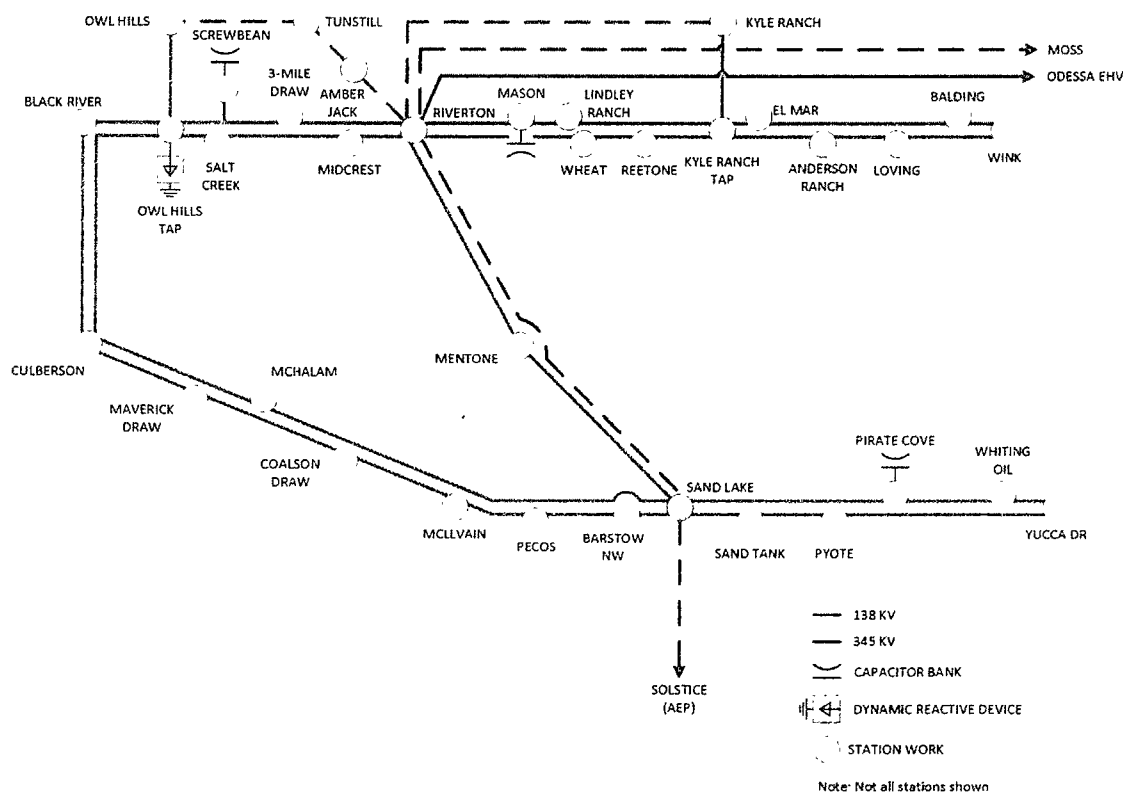 OWL HILLS
TUNSTILL
KYLE RANCH
SCREWBEAN
MOSS
3-MILE
DRAW
ODESSA EHV
AMBER
JACK
MASON
LINDLEY
RANCH
BALDING
BLACK RIVER
RIVERTON
EL MAR
SALT
CREEK
MIDCREST
WHEAT
REETONE
KYLE RANCH
TAP
ANDERSON
RANCH
LOVING
WINK
OWL HILLS
TAP
MENTONE
CULBERSON
MCHALAM
MAVERICK
DRAW
COALSON
DRAW
PIRATE COVE
WHITING
OIL
SAND LAKE
MCLLVAIN
PECOS
BARSTOW
NW
SAND TANK
PYOTE
YUCCA DR
SOLSTICE
(AEP)
138 KV
345 KV
CAPACITOR BANK
DYNAMIC REACTIVE DEVICE
STATION WORK
Note: Not all stations shown